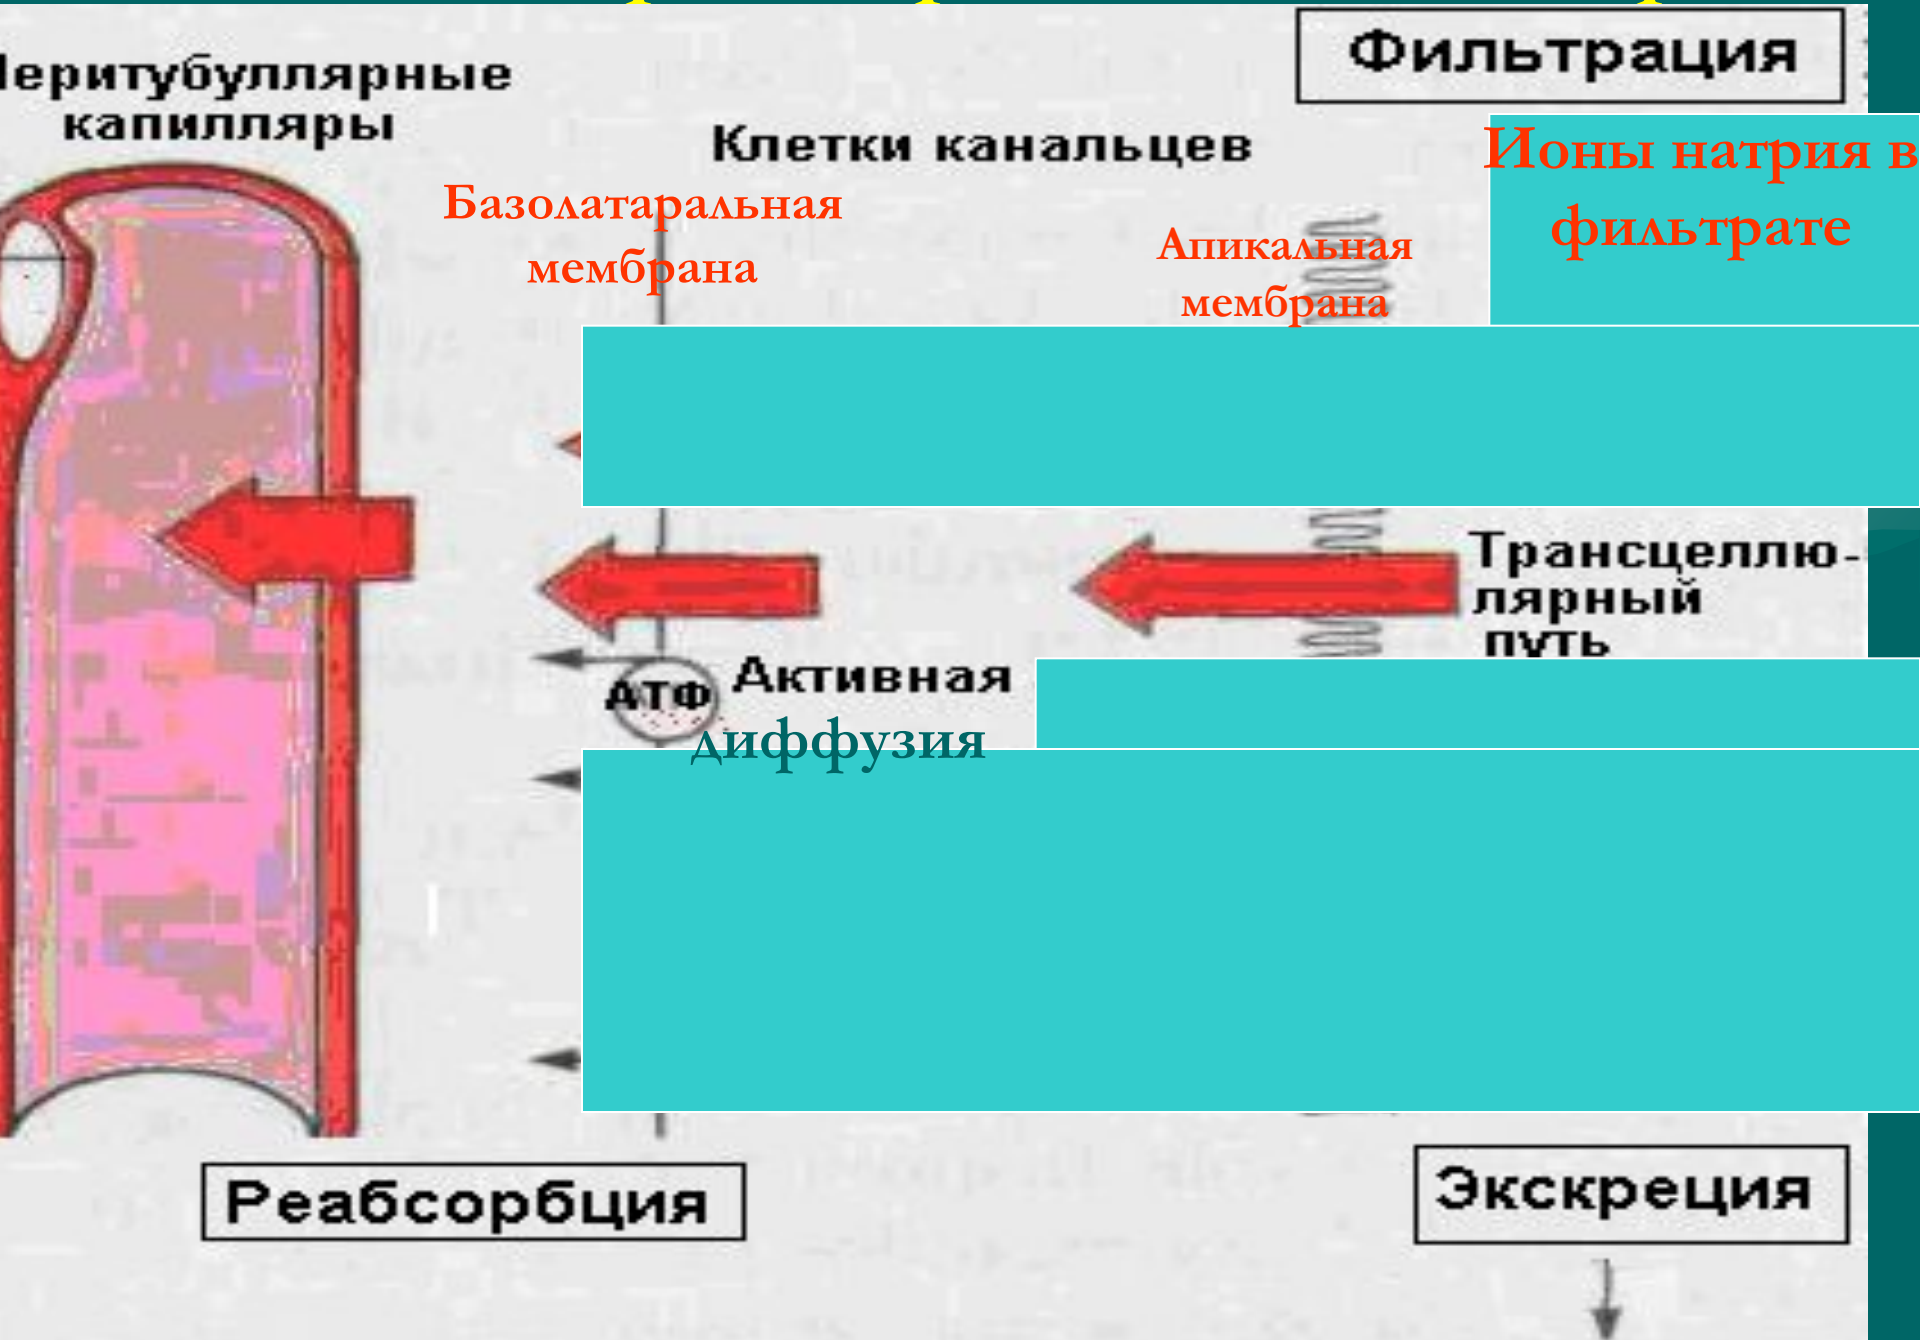 Фильтрация
Перитубуллярные
капилляры
Клетки канальцев
Ионы натрия в
фильтрате
Базолатаральная
мембрана
Апикальная
мембрана
Трансцеллю-
лярный
путь
АТФ
Активная
диффузия
Реабсорбция
Экскреция